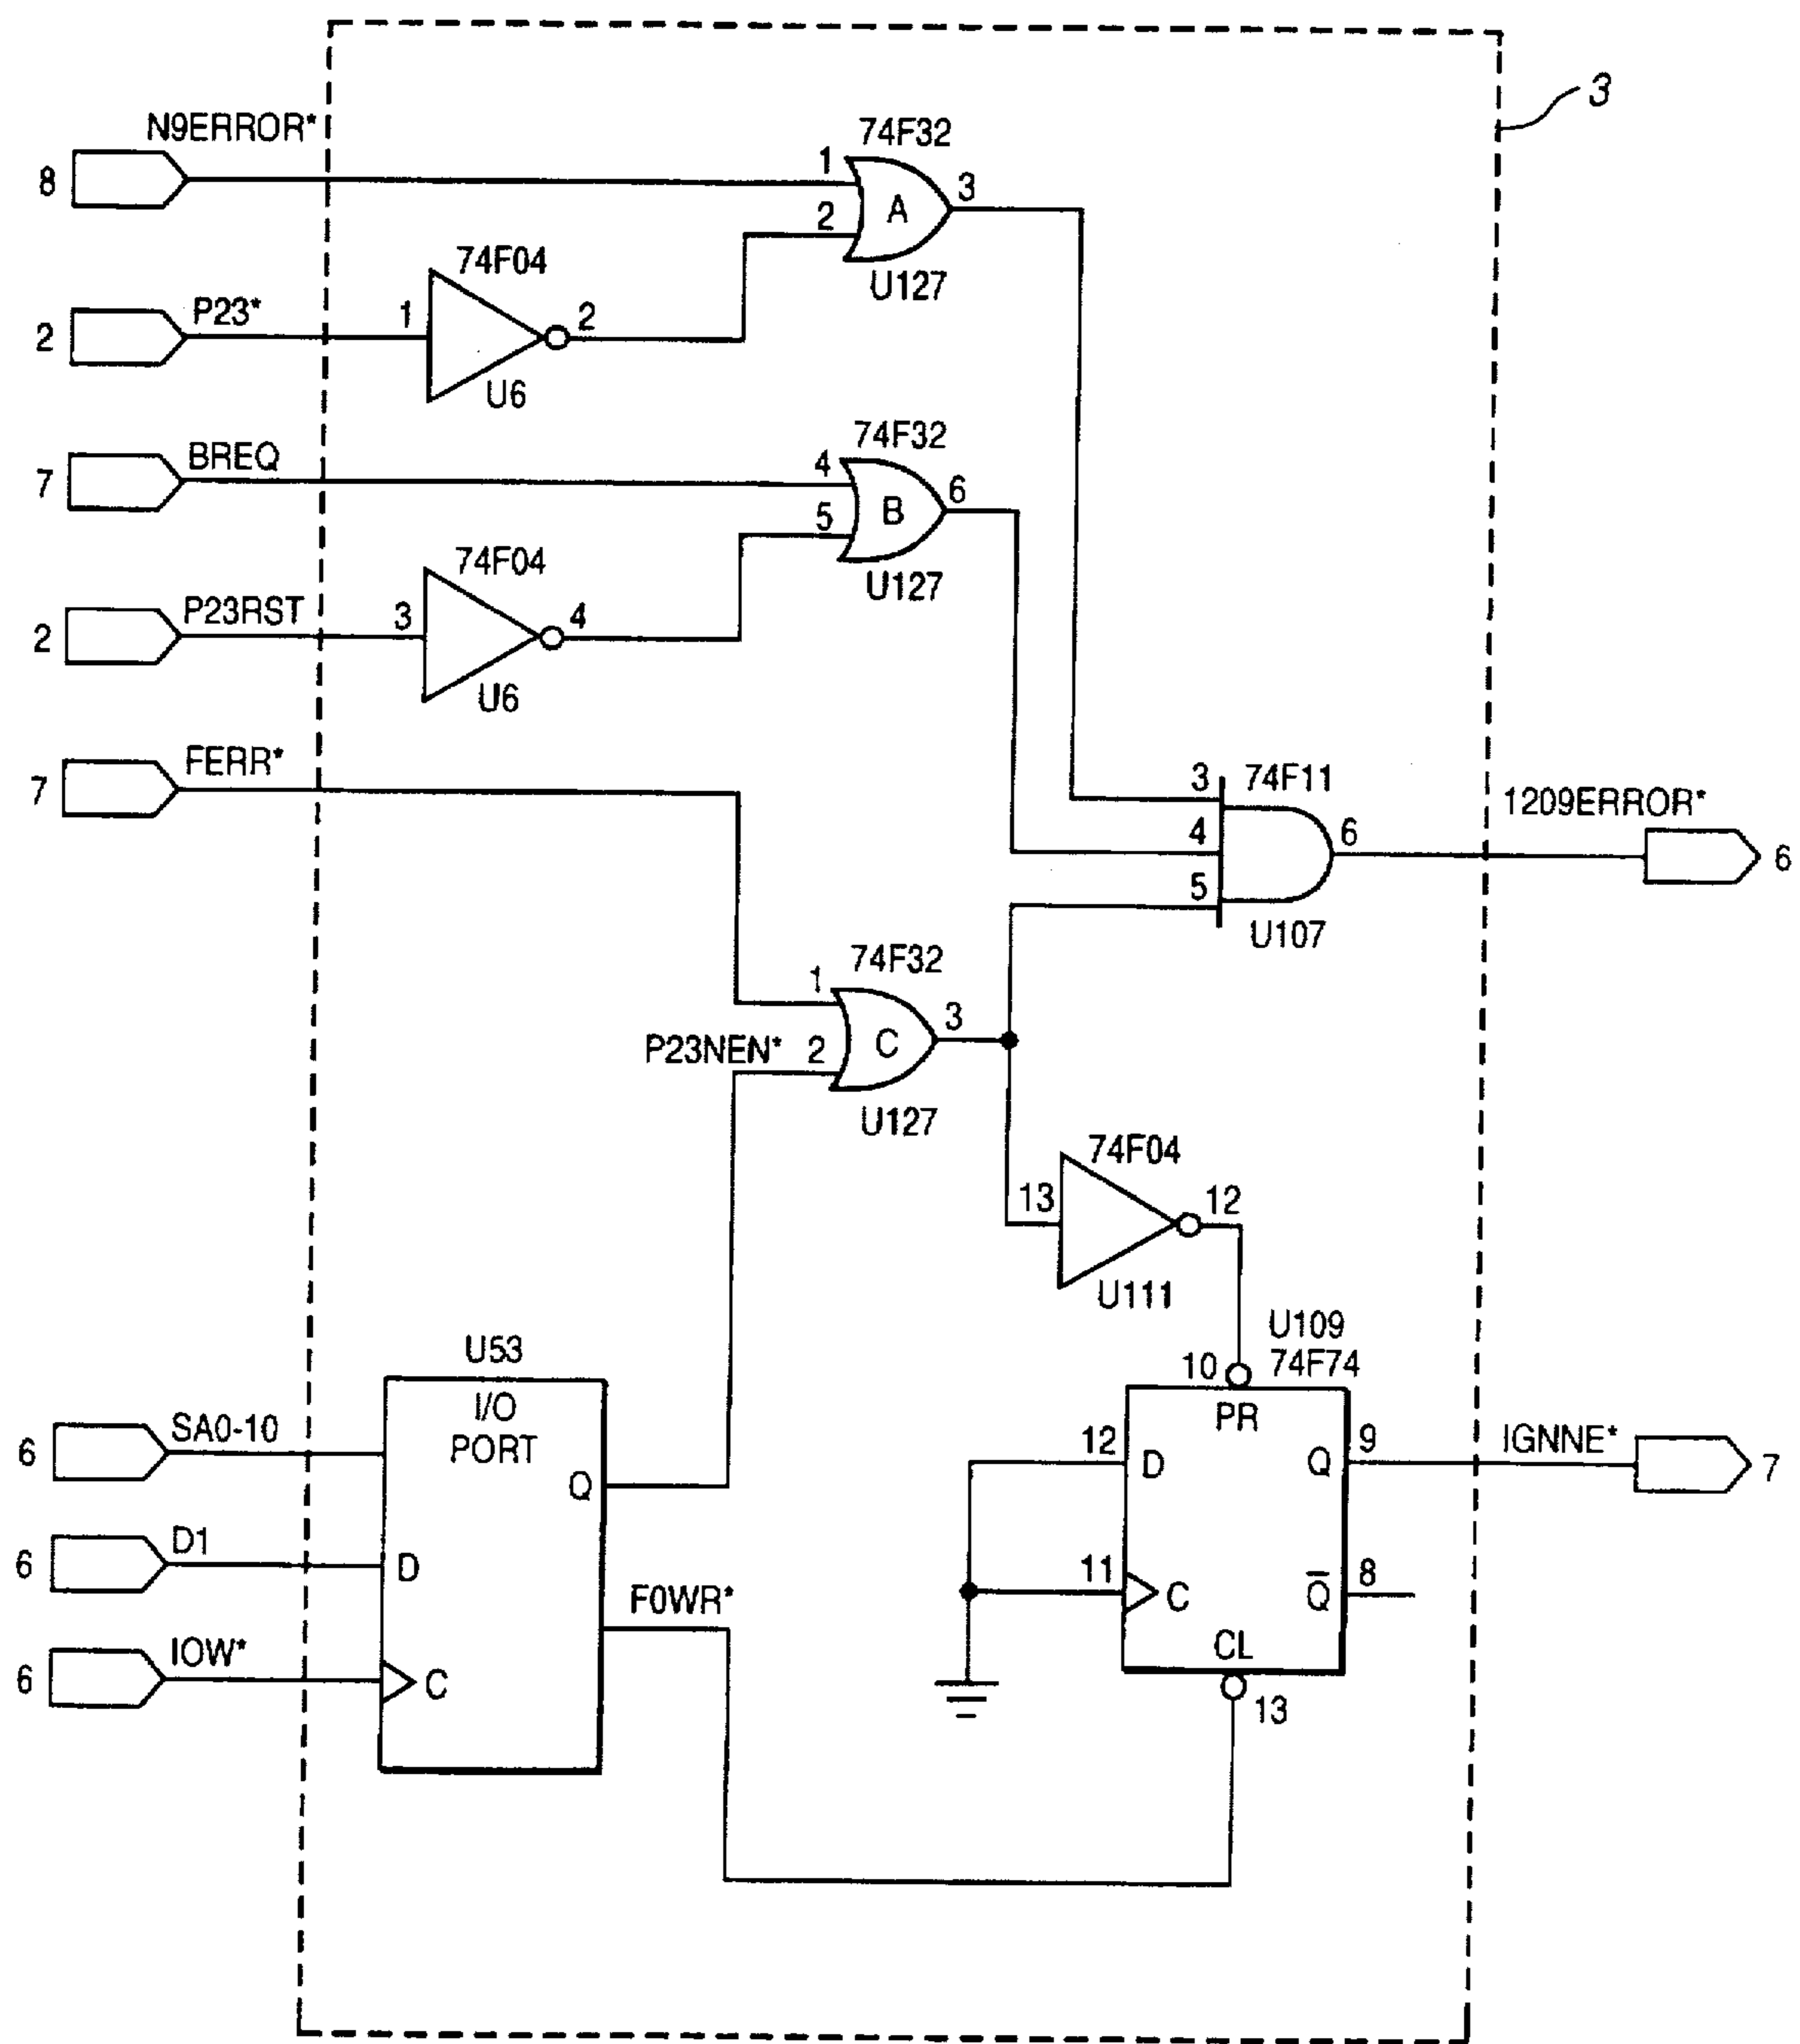 3
N9ERROR*
8
74F32
1
2
A
3
U127
74F04
P23*
2
1
2
U6
BREQ
7
74F32
4
5
B
6
U127
74F04
P23RST
2
3
4
U6
FERR*
7
3
74F11
4
5
6
U107
1209ERROR*
6
74F32
1
P23NEN*
2
C
3
U127
74F04
13
12
U111
U109
74F74
10
PR
12
D
Q
9
IGNNE*
7
11
C
Q̅
8
CL
13
U53
I/O
PORT
SA0-10
6
Q
D1
6
D
F0WR*
IOW*
6
C